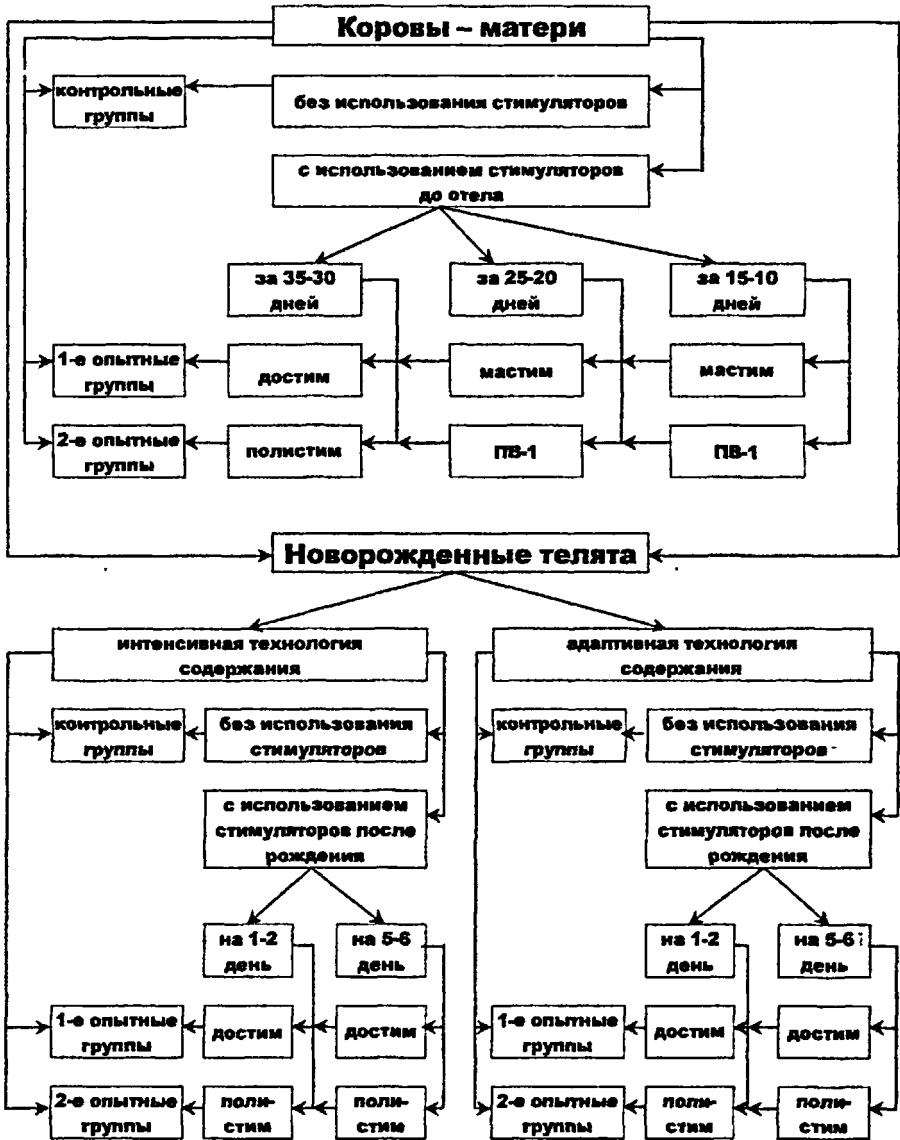 Коровы – матери
контрольные
группы
без использования стимуляторов
с использованием стимуляторов
до отела
за 35-30
дней
за 25-20
дней
за 15-10
дней
1-е опытные
группы
достим
мастим
мастим
2-е опытные
группы
полистим
ПВ-1
ПВ-1
Новорожденные телята
интенсивная технология
содержания
адаптивная технология
содержания
контрольные
группы
без использования
стимуляторов
контрольные
группы
без использования
стимуляторов
с использованием
стимуляторов после
рождения
с использованием
стимуляторов после
рождения
на 1-2
день
на 5-6
день
на 1-2
день
на 5-6
день
1-е опытные
группы
достим
достим
1-е опытные
группы
достим
достим
2-е опытные
группы
поли-
стим
поли-
стим
2-е опытные
группы
поли-
стим
поли-
стим